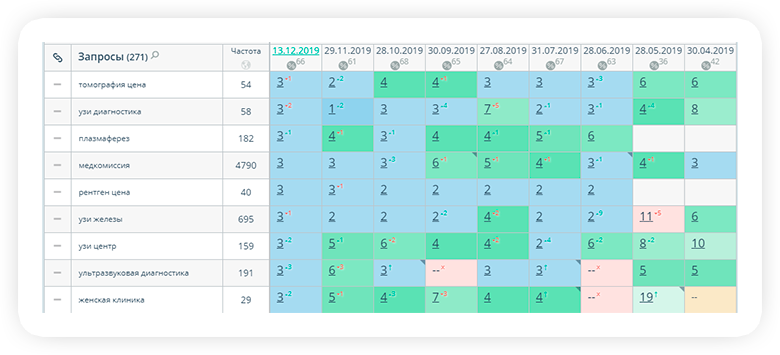 Запросы (271) Частота 13.12.2019 29.11.2019 28.10.2019 30.09.2019 27.08.2019 31.07.2019 28.06.2019 28.05.2019 30.04.2019
66 61 68 65 64 67 63 36 42
томография цена 54 3 +1 2 +2 4 4 +1 3 3 3 +3 6 6
узи диагностика 58 3 +2 1 +2 3 3 +4 7 +5 2 +1 3 +1 4 +4 8
плазмаферез 182 3 +1 4 +1 3 +1 4 4 +1 5 +1 6
медкомиссия 4790 3 3 3 +3 6 +1 5 +1 4 +1 3 +1 4 +1 3
рентген цена 40 3 3 +1 2 2 2 2 2
узи железы 695 3 +1 2 2 2 +2 4 +2 2 2 +9 11 +5 6
узи центр 159 3 +2 5 +1 6 +2 4 4 +2 2 +4 6 +2 8 +2 10
ультразвуковая диагностика 191 3 +3 6 +3 3 ↑ -- × 3 3 ↑ -- × 5 5
женская клиника 29 3 +2 5 +1 4 +3 7 +3 4 4 ↑ -- × 19 ↑ --